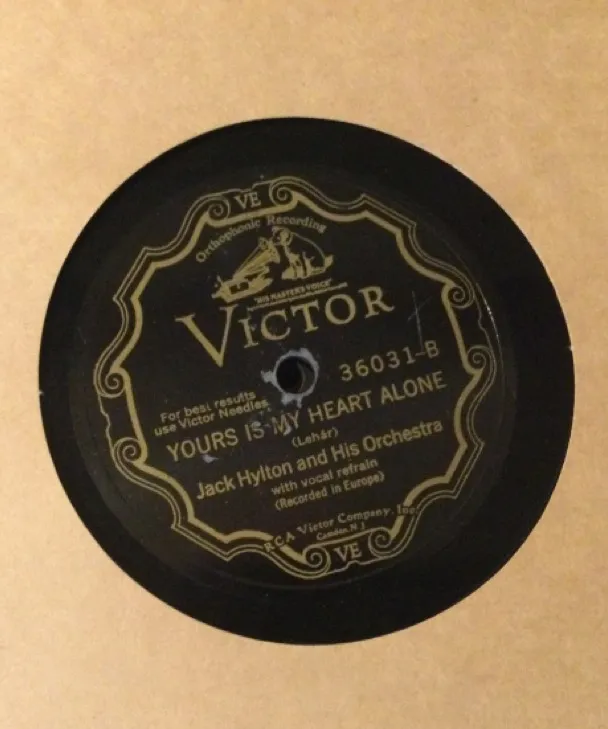 VE
Orthophonic Recording
"HIS MASTER'S VOICE"
VICTOR
36031-B
For best results
use Victor Needles
YOURS IS MY HEART ALONE
(Lehár)
Jack Hylton and His Orchestra
with vocal refrain
(Recorded in Europe)
RCA Victor Company, Inc.
Camden, N.J.
VE